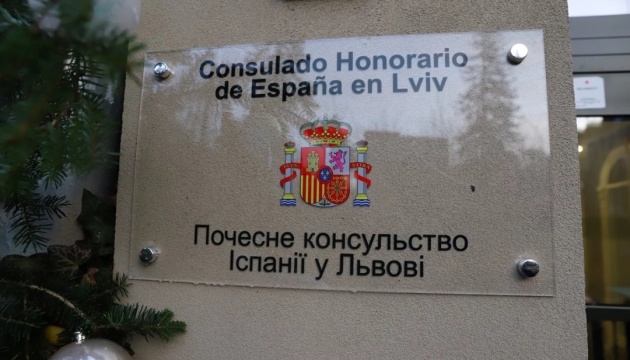 Consulado Honorario
de España en Lviv
Почесне консульство
Іспанії у Львові